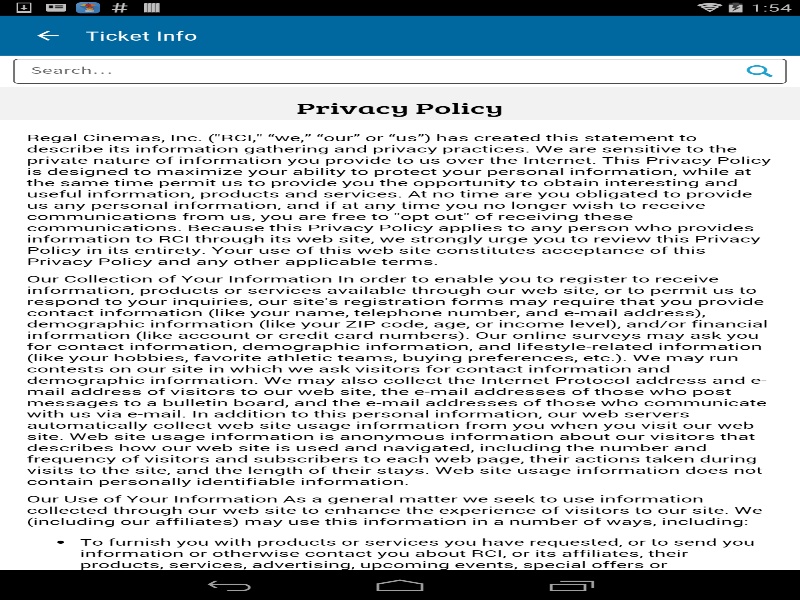 1:54
Ticket Info
Search...
Privacy Policy
Regal Cinemas, Inc. ("RCI," “we,” “our” or “us”) has created this statement to
describe its information gathering and privacy practices. We are sensitive to the
private nature of information you provide to us over the Internet. This Privacy Policy
is designed to maximize your ability to protect your personal information, while at
the same time permit us to provide you the opportunity to obtain interesting and
useful information, products and services. At no time are you obligated to provide
us any personal information, and if at any time you no longer wish to receive
communications from us, you are free to "opt out" of receiving these
communications. Because this Privacy Policy applies to any person who provides
information to RCI through its web site, we strongly urge you to review this Privacy
Policy in its entirety. Your use of this web site constitutes acceptance of this
Privacy Policy and any other applicable terms.
Our Collection of Your Information In order to enable you to register to receive
information, products or services available through our web site, or to permit us to
respond to your inquiries, our site's registration forms may require that you provide
contact information (like your name, telephone number, and e-mail address),
demographic information (like your ZIP code, age, or income level), and/or financial
information (like account or credit card numbers). Our online surveys may ask you
for contact information, demographic information, and lifestyle-related information
(like your hobbies, favorite athletic teams, buying preferences, etc.). We may run
contests on our site in which we ask visitors for contact information and
demographic information. We may also collect the Internet Protocol address and e-
mail address of visitors to our web site, the e-mail addresses of those who post
messages to a bulletin board, and the e-mail addresses of those who communicate
with us via e-mail. In addition to this personal information, our web servers
automatically collect web site usage information from you when you visit our web
site. Web site usage information is anonymous information about our visitors that
describes how our web site is used and navigated, including the number and
frequency of visitors and subscribers to each web page, their actions taken during
visits to the site, and the length of their stays. Web site usage information does not
contain personally identifiable information.
Our Use of Your Information As a general matter we seek to use information
collected through our web site to enhance the experience of visitors to our site. We
(including our affiliates) may use this information in a number of ways, including:
• To furnish you with products or services you have requested, or to send you
information or otherwise contact you about RCI, or its affiliates, their
products, services, advertising, upcoming events, special offers or